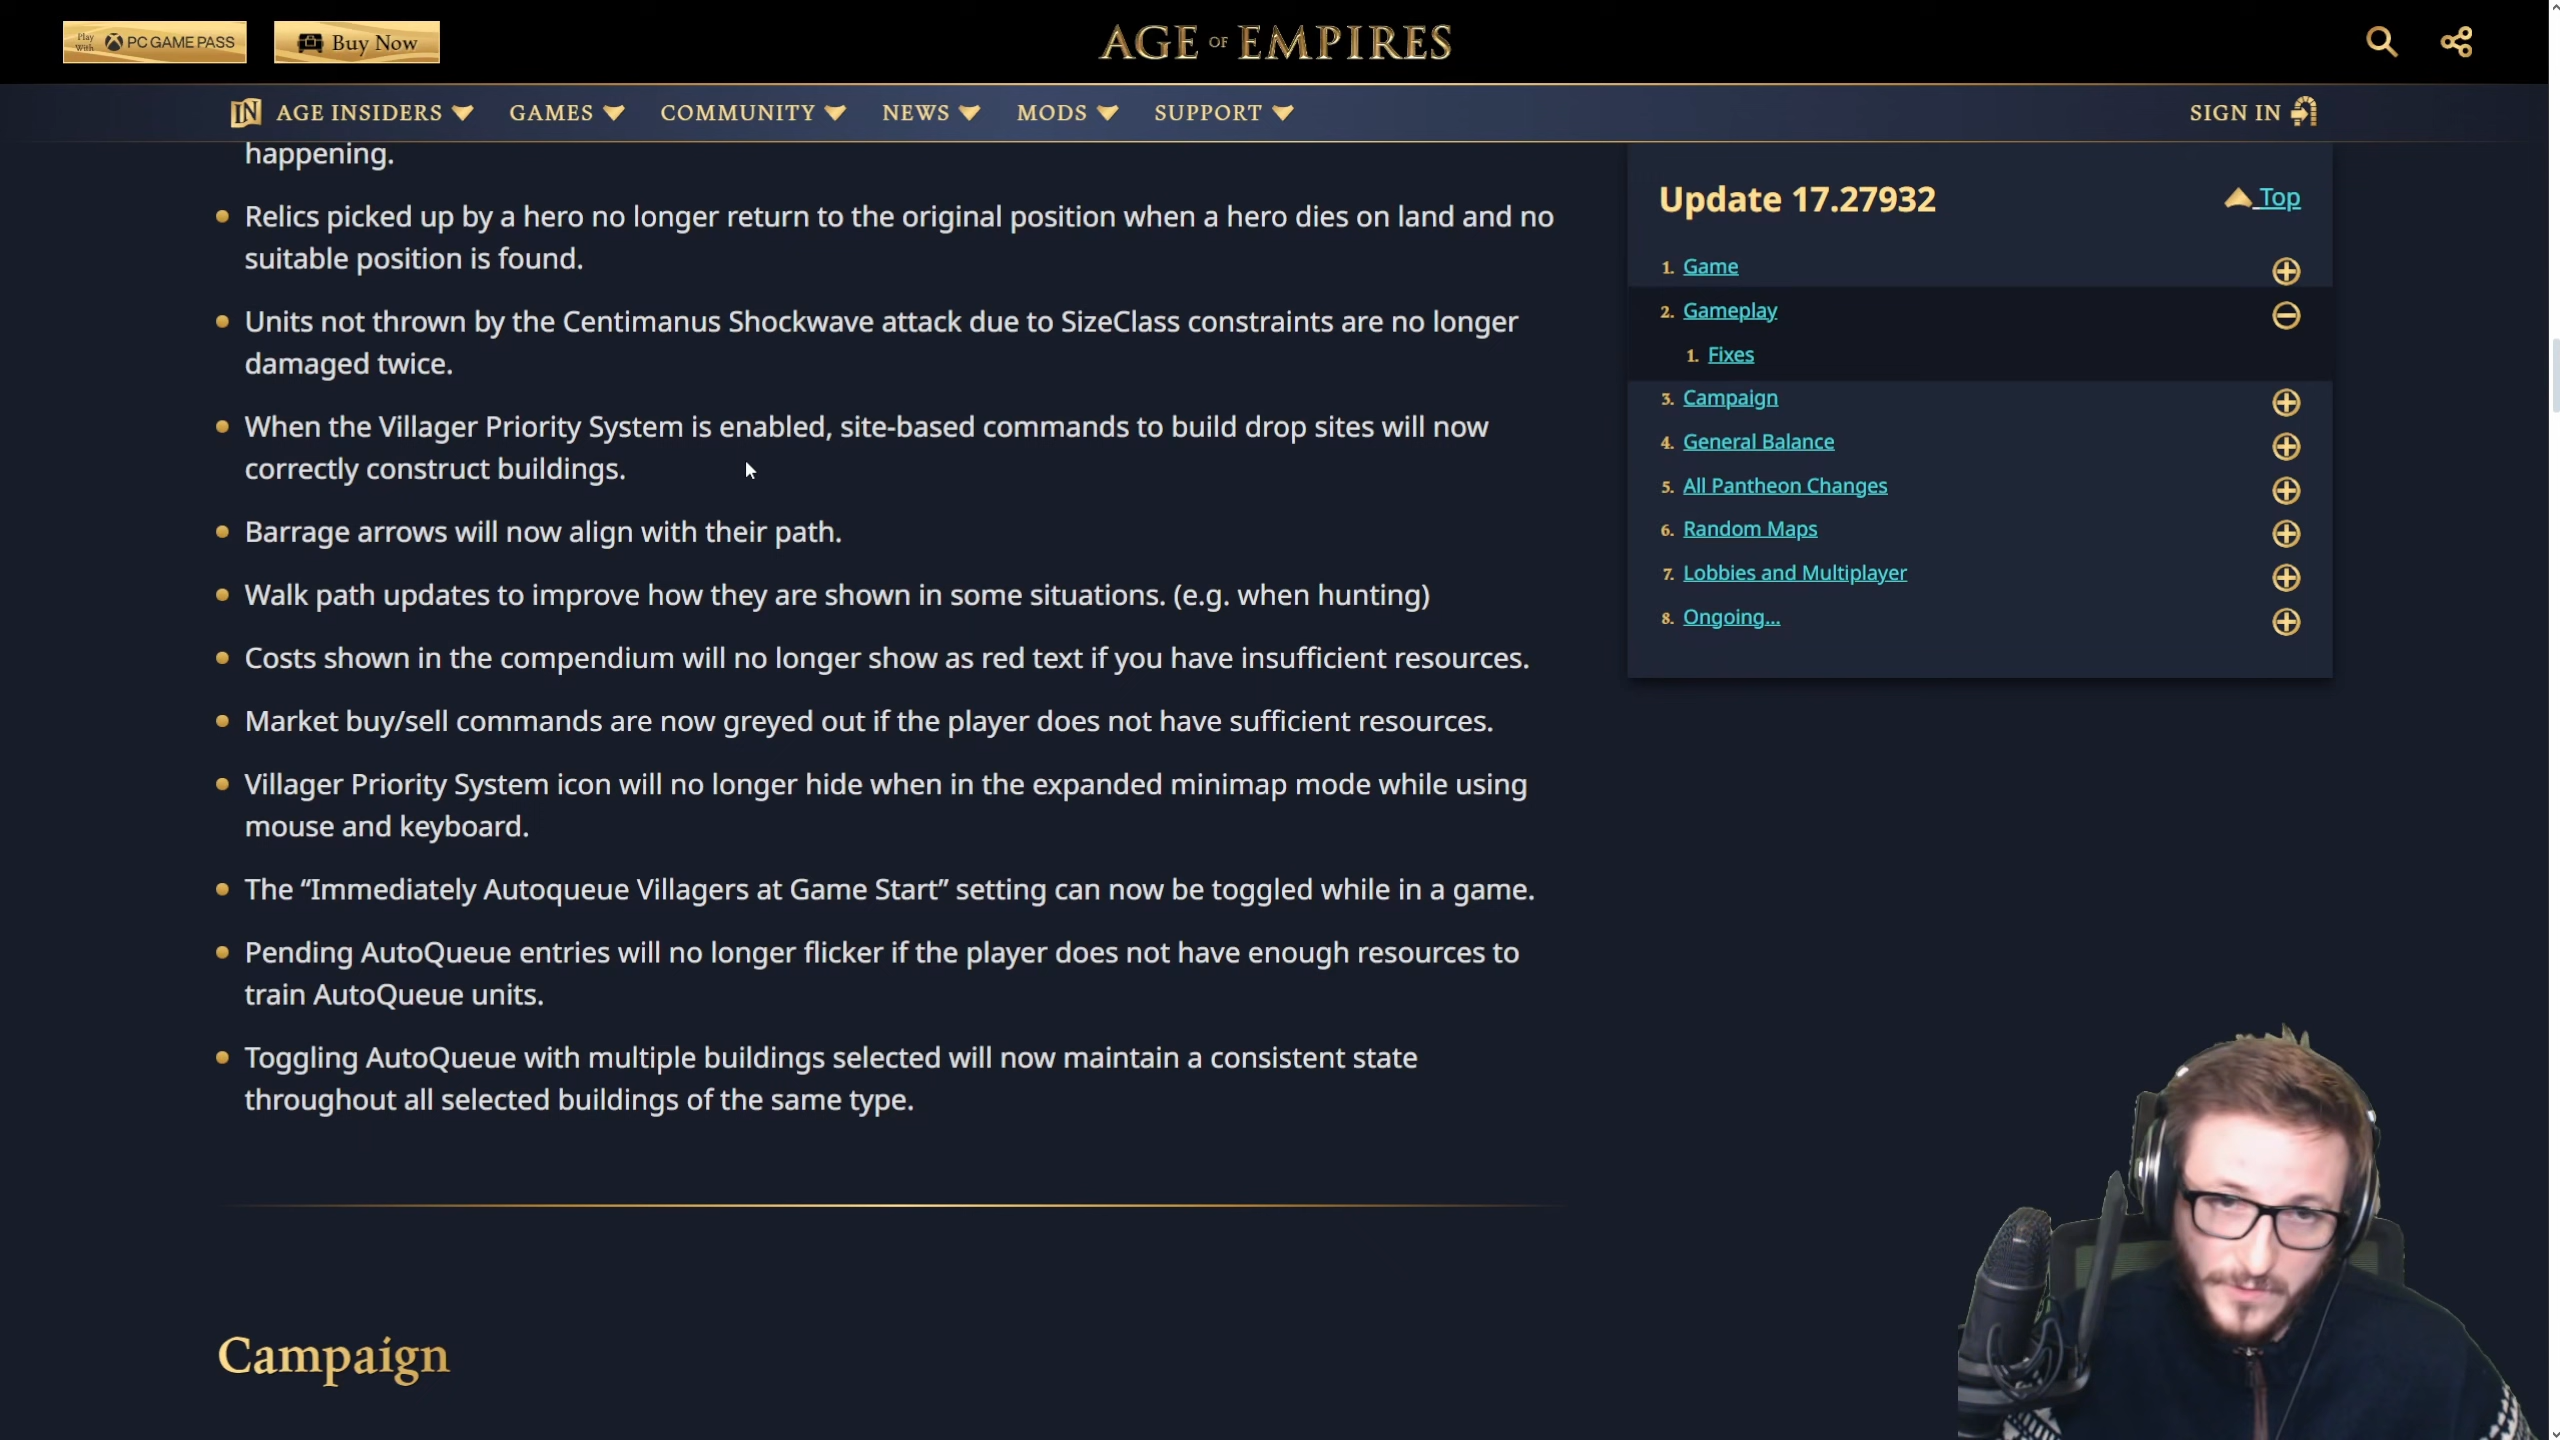 Play With PC GAME PASS
Buy Now
AGE OF EMPIRES
IN AGE INSIDERS
GAMES
COMMUNITY
NEWS
MODS
SUPPORT
SIGN IN
happening.
Relics picked up by a hero no longer return to the original position when a hero dies on land and no
suitable position is found.
Units not thrown by the Centimanus Shockwave attack due to SizeClass constraints are no longer
damaged twice.
When the Villager Priority System is enabled, site-based commands to build drop sites will now
correctly construct buildings.
Barrage arrows will now align with their path.
Walk path updates to improve how they are shown in some situations. (e.g. when hunting)
Costs shown in the compendium will no longer show as red text if you have insufficient resources.
Market buy/sell commands are now greyed out if the player does not have sufficient resources.
Villager Priority System icon will no longer hide when in the expanded minimap mode while using
mouse and keyboard.
The “Immediately Autoqueue Villagers at Game Start” setting can now be toggled while in a game.
Pending AutoQueue entries will no longer flicker if the player does not have enough resources to
train AutoQueue units.
Toggling AutoQueue with multiple buildings selected will now maintain a consistent state
throughout all selected buildings of the same type.
Campaign
Update 17.27932
Top
1. Game
2. Gameplay
1. Fixes
3. Campaign
4. General Balance
5. All Pantheon Changes
6. Random Maps
7. Lobbies and Multiplayer
8. Ongoing...